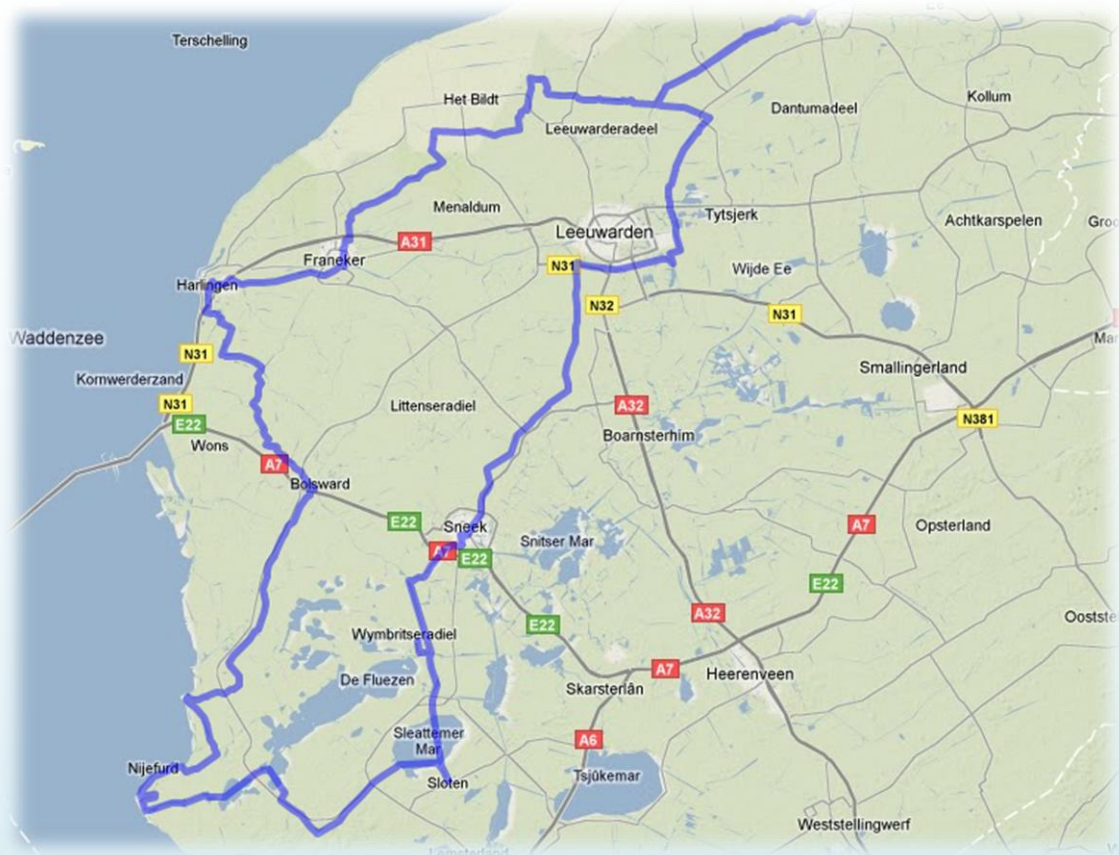 Terschelling
Het Bildt
Kollum
Dantumadeel
Leeuwarderadeel
Menaldum
Tytsjerk
Achtkarspelen
Leeuwarden
A31
Franeker
N31
Wijde Ee
Harlingen
N32
N31
Waddenzee
N31
Smallingerland
Kornwerderzand
N31
A32
Littenseradiel
N381
E22
Boarnsterhim
Wons
A7
Bolsward
E22
Sneek
A7
Opsterland
Snitser Mar
A7
E22
E22
A32
E22
Wymbritseradiel
A7
Heerenveen
De Fluezen
Skarsterlân
Sleattemer
Mar
A6
Nijefurd
Tsjûkemar
Sloten
Weststellingwerf